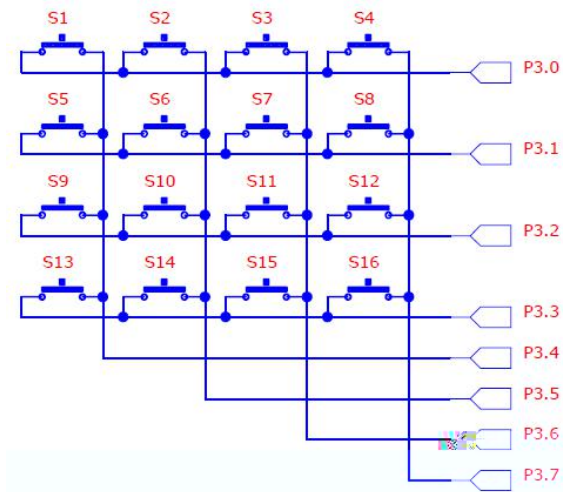 S1 S2 S3 S4
P3.0
S5 S6 S7 S8
P3.1
S9 S10 S11 S12
P3.2
S13 S14 S15 S16
P3.3
P3.4
P3.5
P3.6
P3.7